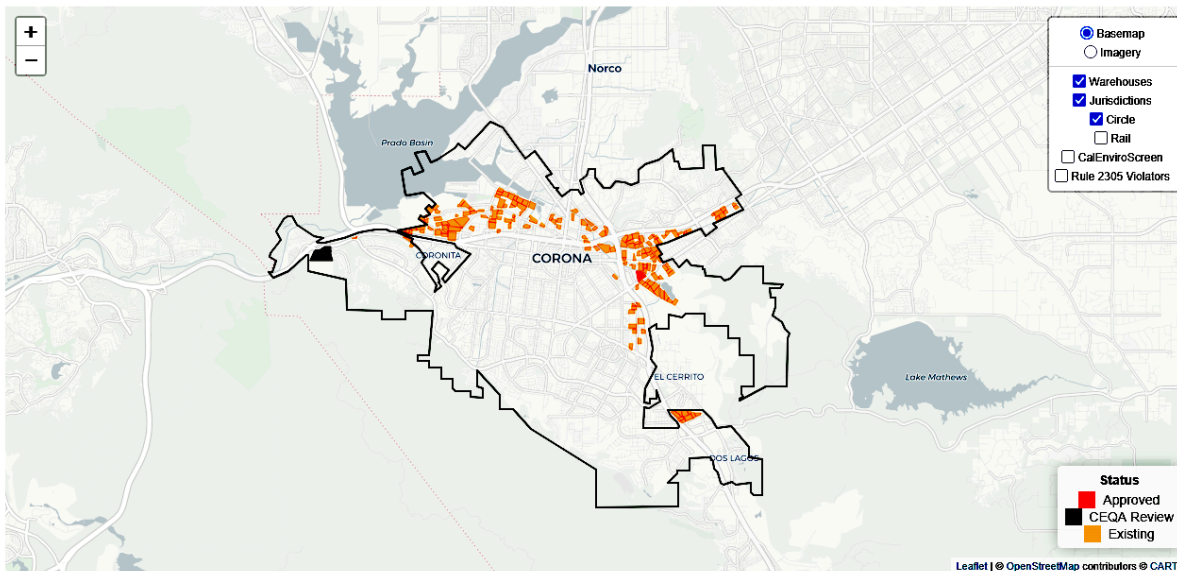 +
−
Norco
Prado Basin
CORONITA
CORONA
EL CERRITO
DOS LAGOS
Lake Mathews
Basemap
Imagery
Warehouses
Jurisdictions
Circle
Rail
CalEnviroScreen
Rule 2305 Violators
Status
Approved
CEQA Review
Existing
Leaflet | © OpenStreetMap contributors © CART